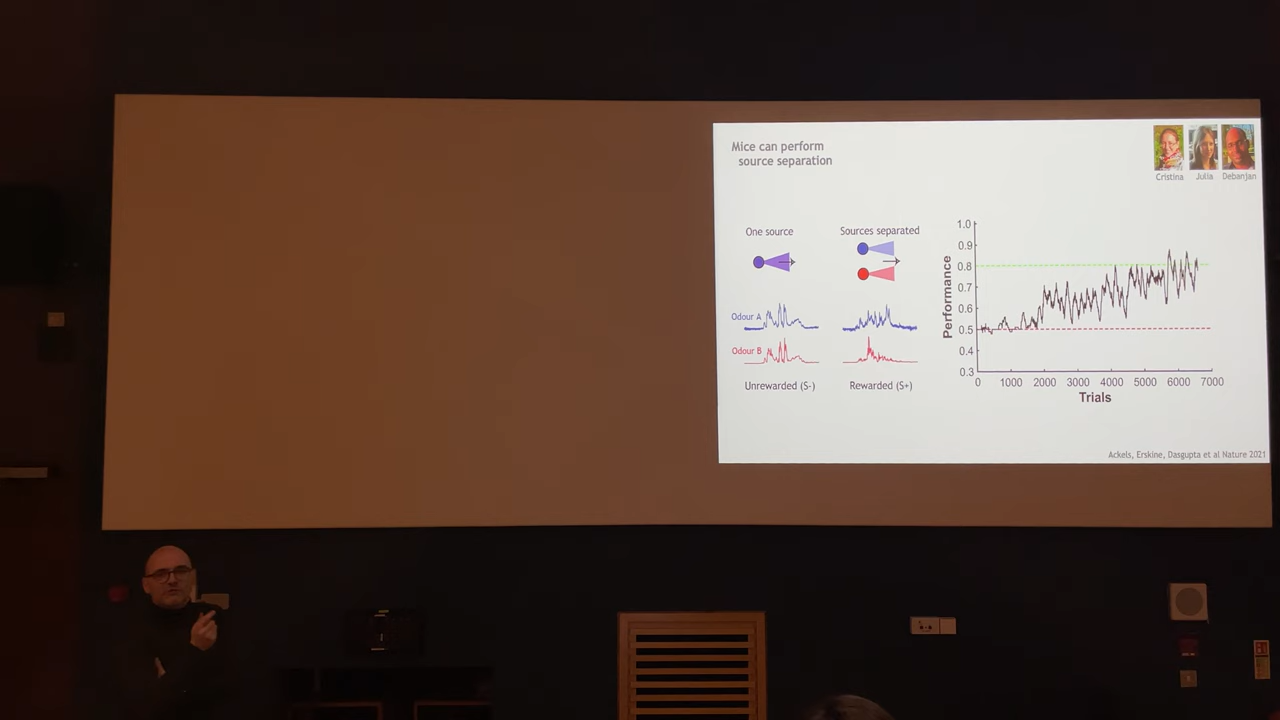 Mice can perform
source separation
Cristina Julia Debanjan
One source
Sources separated
Odour A
Odour B
Unrewarded (S-)
Rewarded (S+)
Performance
1.0
0.9
0.8
0.7
0.6
0.5
0.4
0.3
0 1000 2000 3000 4000 5000 6000 7000
Trials
Ackels, Erskine, Dasgupta et al Nature 2021